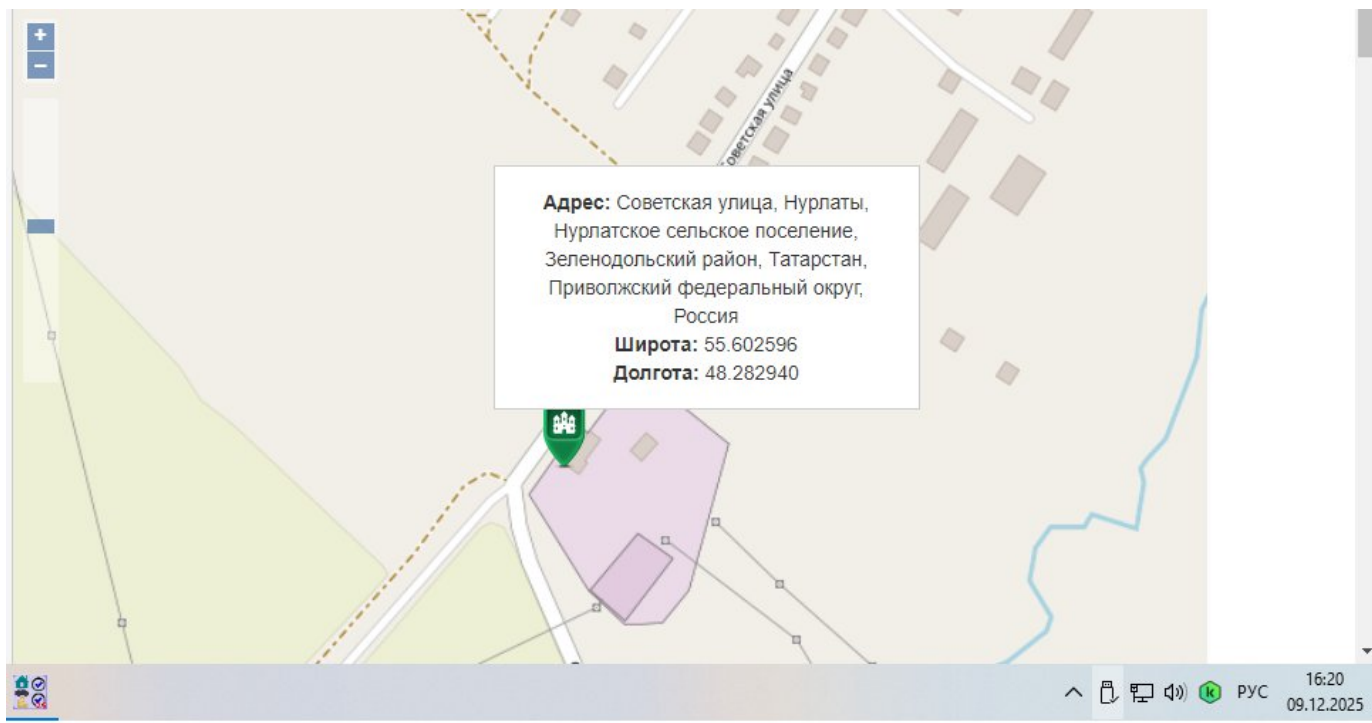 +
−
Советская улица
Адрес: Советская улица, Нурлаты,
Нурлатское сельское поселение,
Зеленодольский район, Татарстан,
Приволжский федеральный округ,
Россия
Широта: 55.602596
Долгота: 48.282940
РУС
16:20
09.12.2025